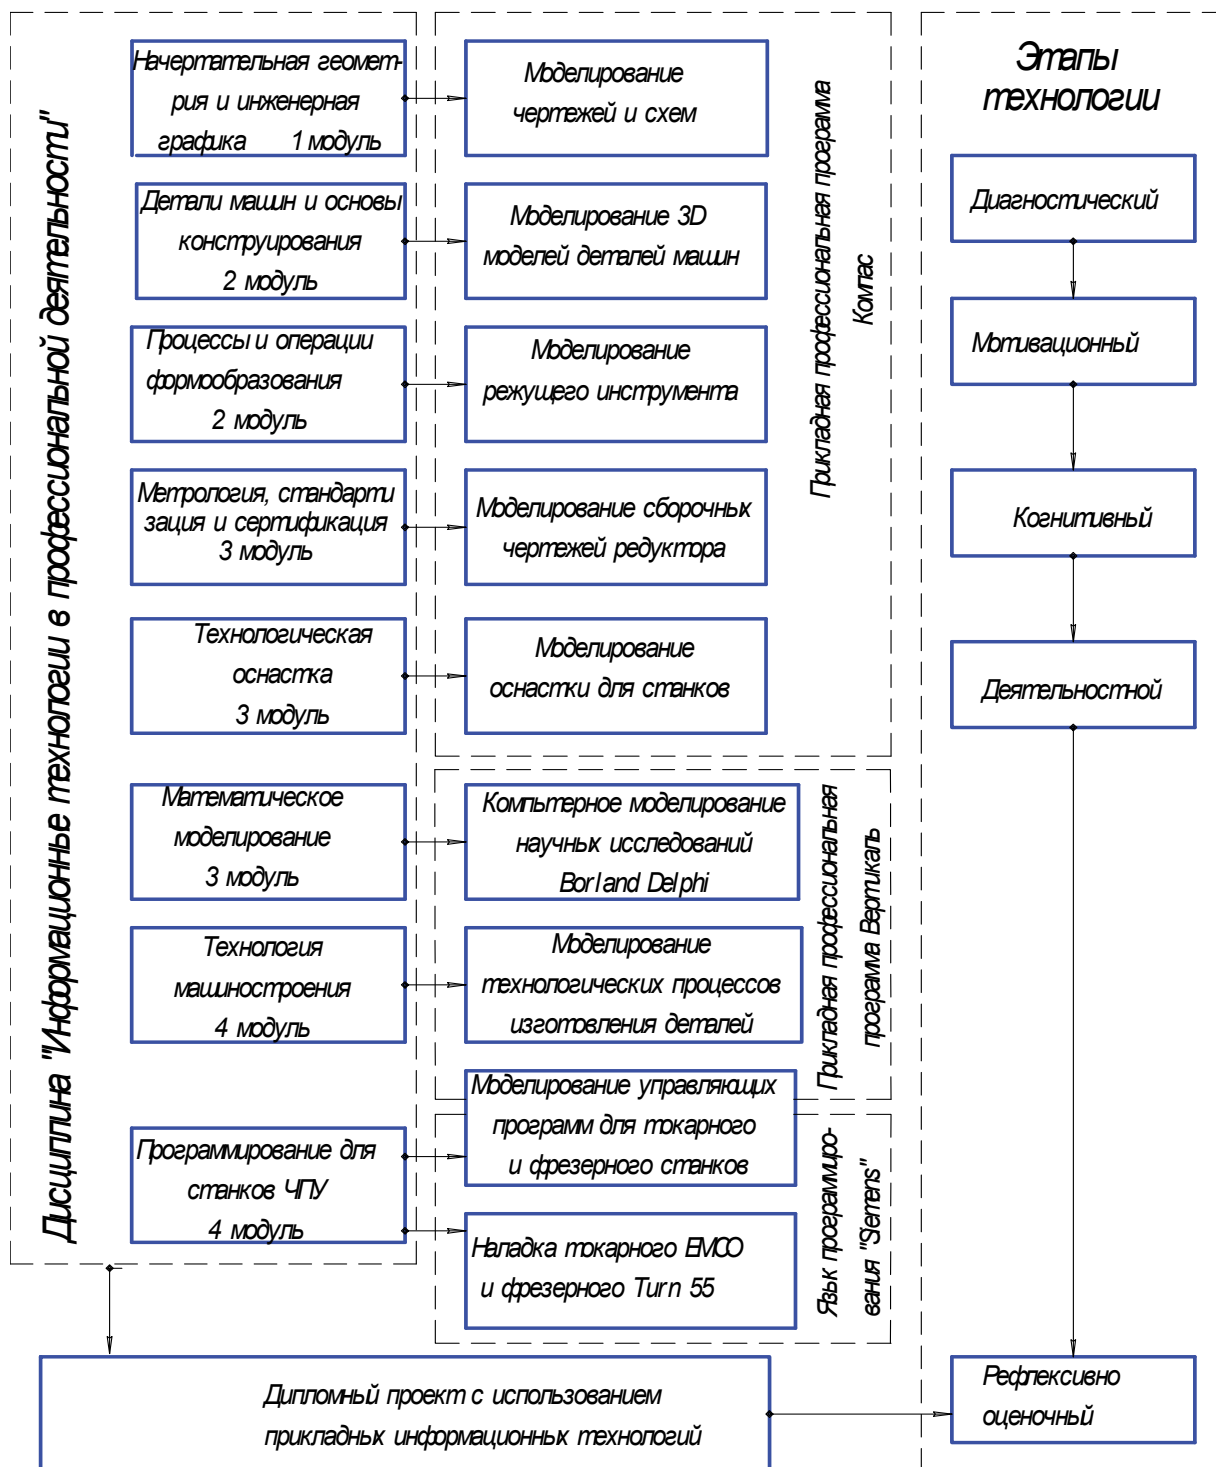 Дисциплина "Информационные технологии в профессиональной деятельности"
Начертательная геомет-
рия и инженерная
графика 1 модуль
Детали машин и основы
конструирования
2 модуль
Процессы и операции
формообразования
2 модуль
Метрология, стандарти
зация и сертификация
3 модуль
Технологическая
оснастка
3 модуль
Математическое
моделирование
3 модуль
Технология
машиностроения
4 модуль
Программирование для
станков ЧПУ
4 модуль
Моделирование
чертежей и схем
Моделирование 3D
моделей деталей машин
Моделирование
режущего инструмента
Моделирование сборочных
чертежей редуктора
Моделирование
оснастки для станков
Прикладная профессиональная программа
Компас
Компьтерное моделирование
научных исследований
Borland Delphi
Моделирование
технологических процессов
изготовления деталей
Прикладная профессиональная
программа Вертикаль
Моделирование управляющих
программ для токарного
и фрезерного станков
Наладка токарного EMCO
и фрезерного Turn 55
Язык программиро-
вания "Siemens"
Этапы
технологии
Диагностический
Мотивационный
Когнитивный
Деятельностной
Рефлексивно
оценочный
Дипломный проект с использованием
прикладных информационных технологий